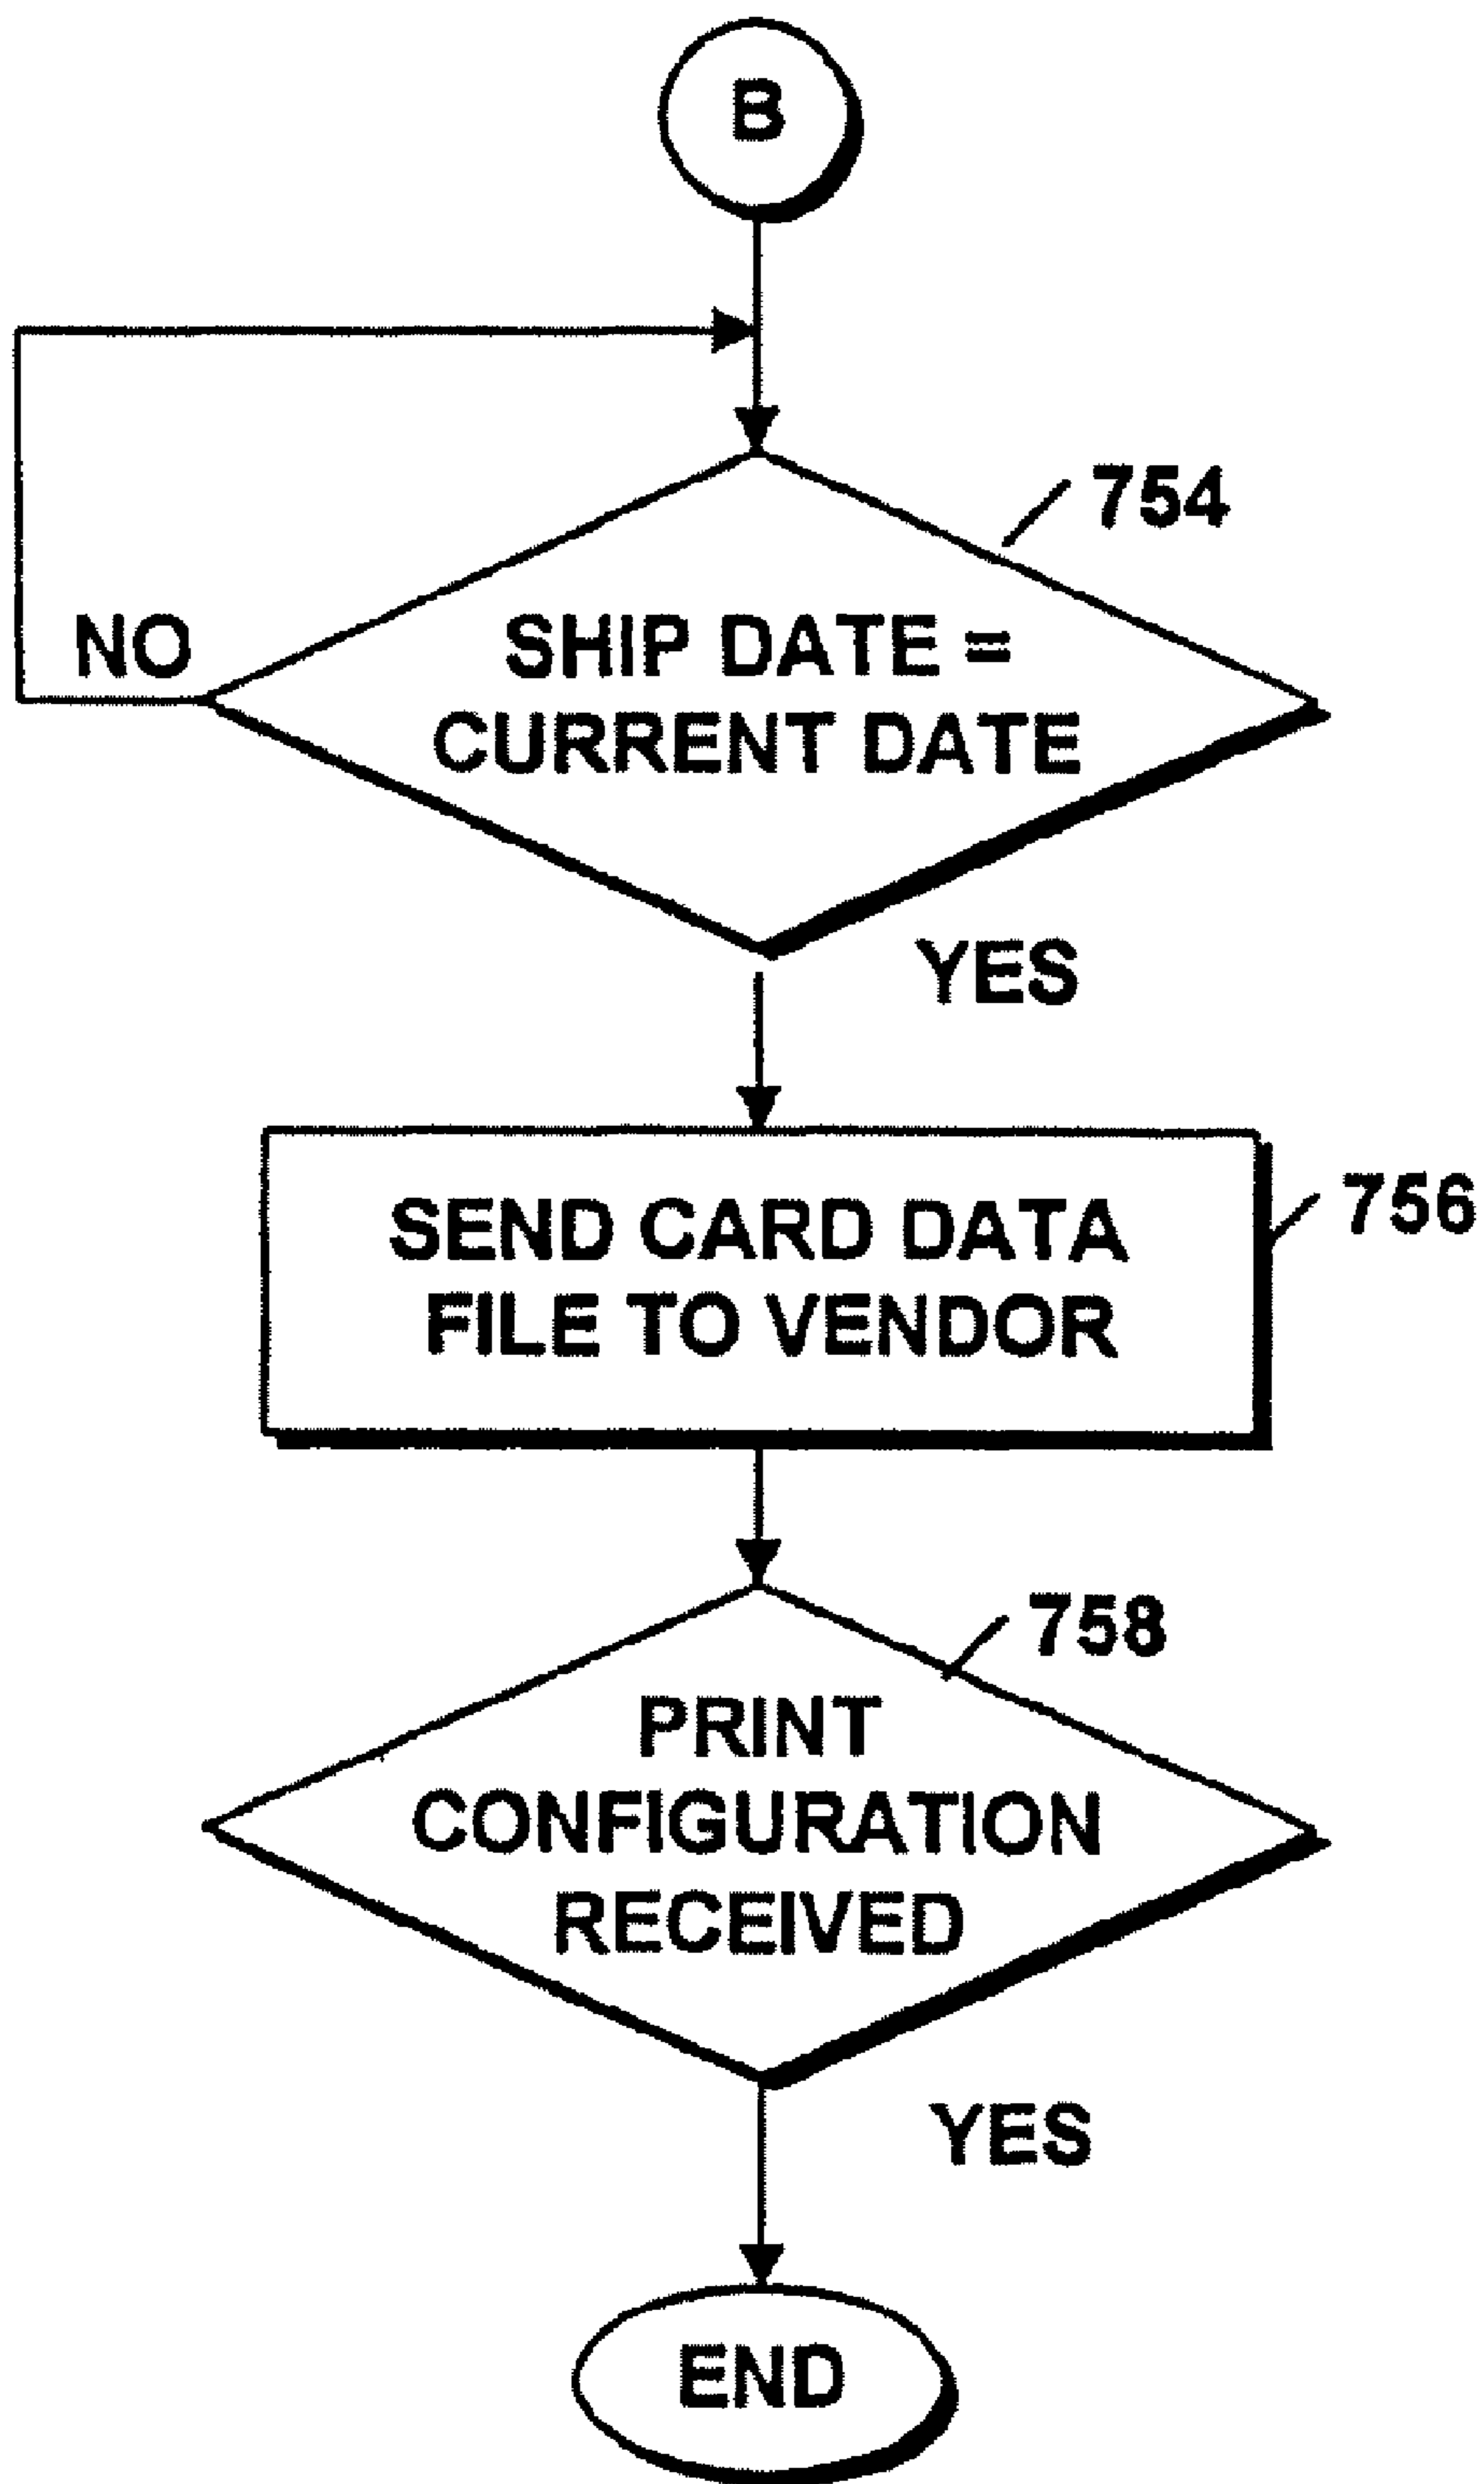 B
754
NO
SHIP DATE =
CURRENT DATE
YES
SEND CARD DATA
FILE TO VENDOR
756
758
PRINT
CONFIGURATION
RECEIVED
YES
END